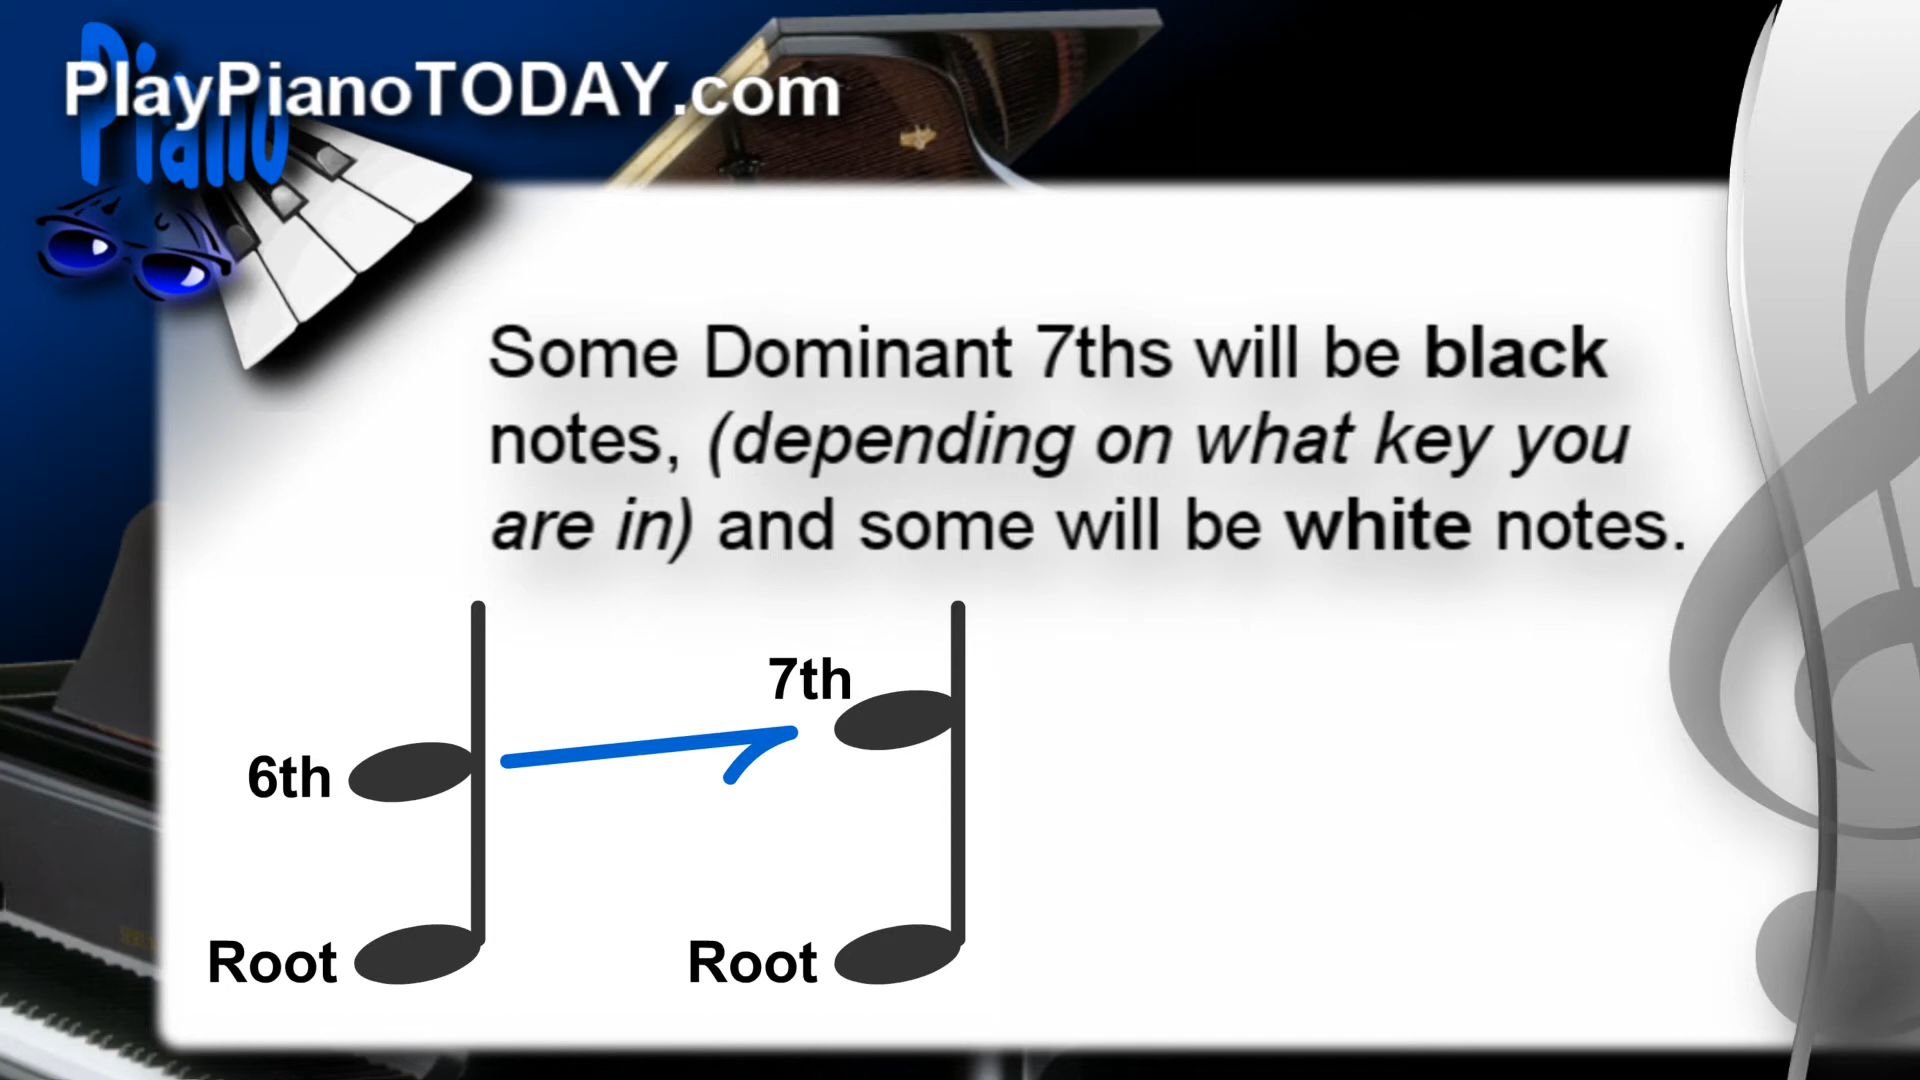 Piano
PlayPianoTODAY.com
Some Dominant 7ths will be black
notes, (depending on what key you
are in) and some will be white notes.
7th
6th
Root
Root